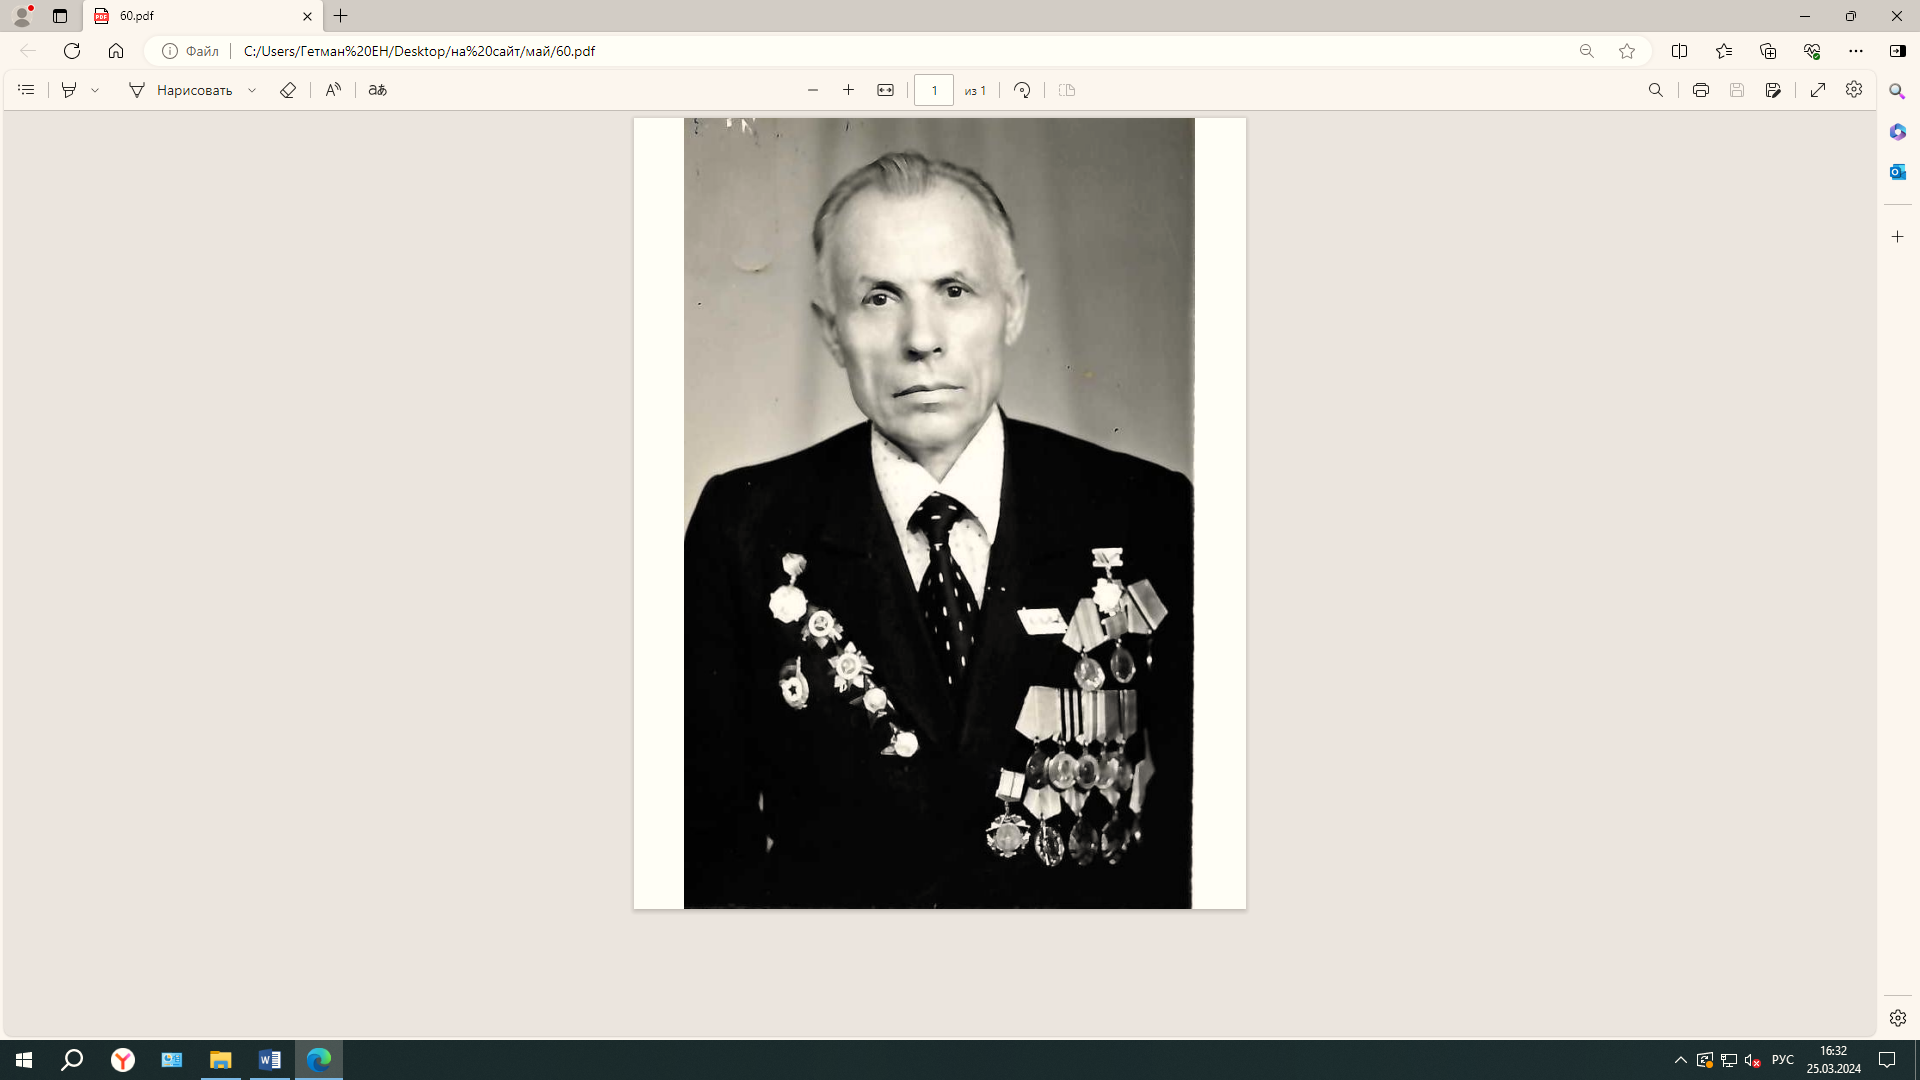 60.pdf
Файл
C:/Users/Гетман%20ЕН/Desktop/на%20сайт/май/60.pdf
Нарисовать
1 из 1
РУС
16:32
25.03.2024